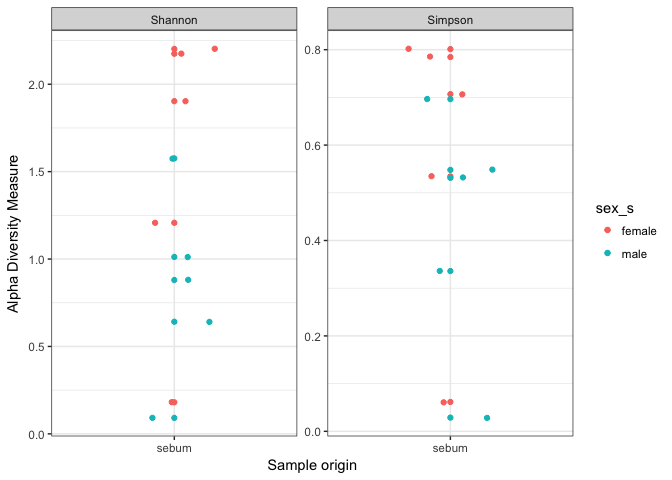 Shannon
Simpson
Alpha Diversity Measure
2.0
1.5
1.0
0.5
0.0
0.8
0.6
0.4
0.2
0.0
sebum
sebum
Sample origin
sex_s
female
male